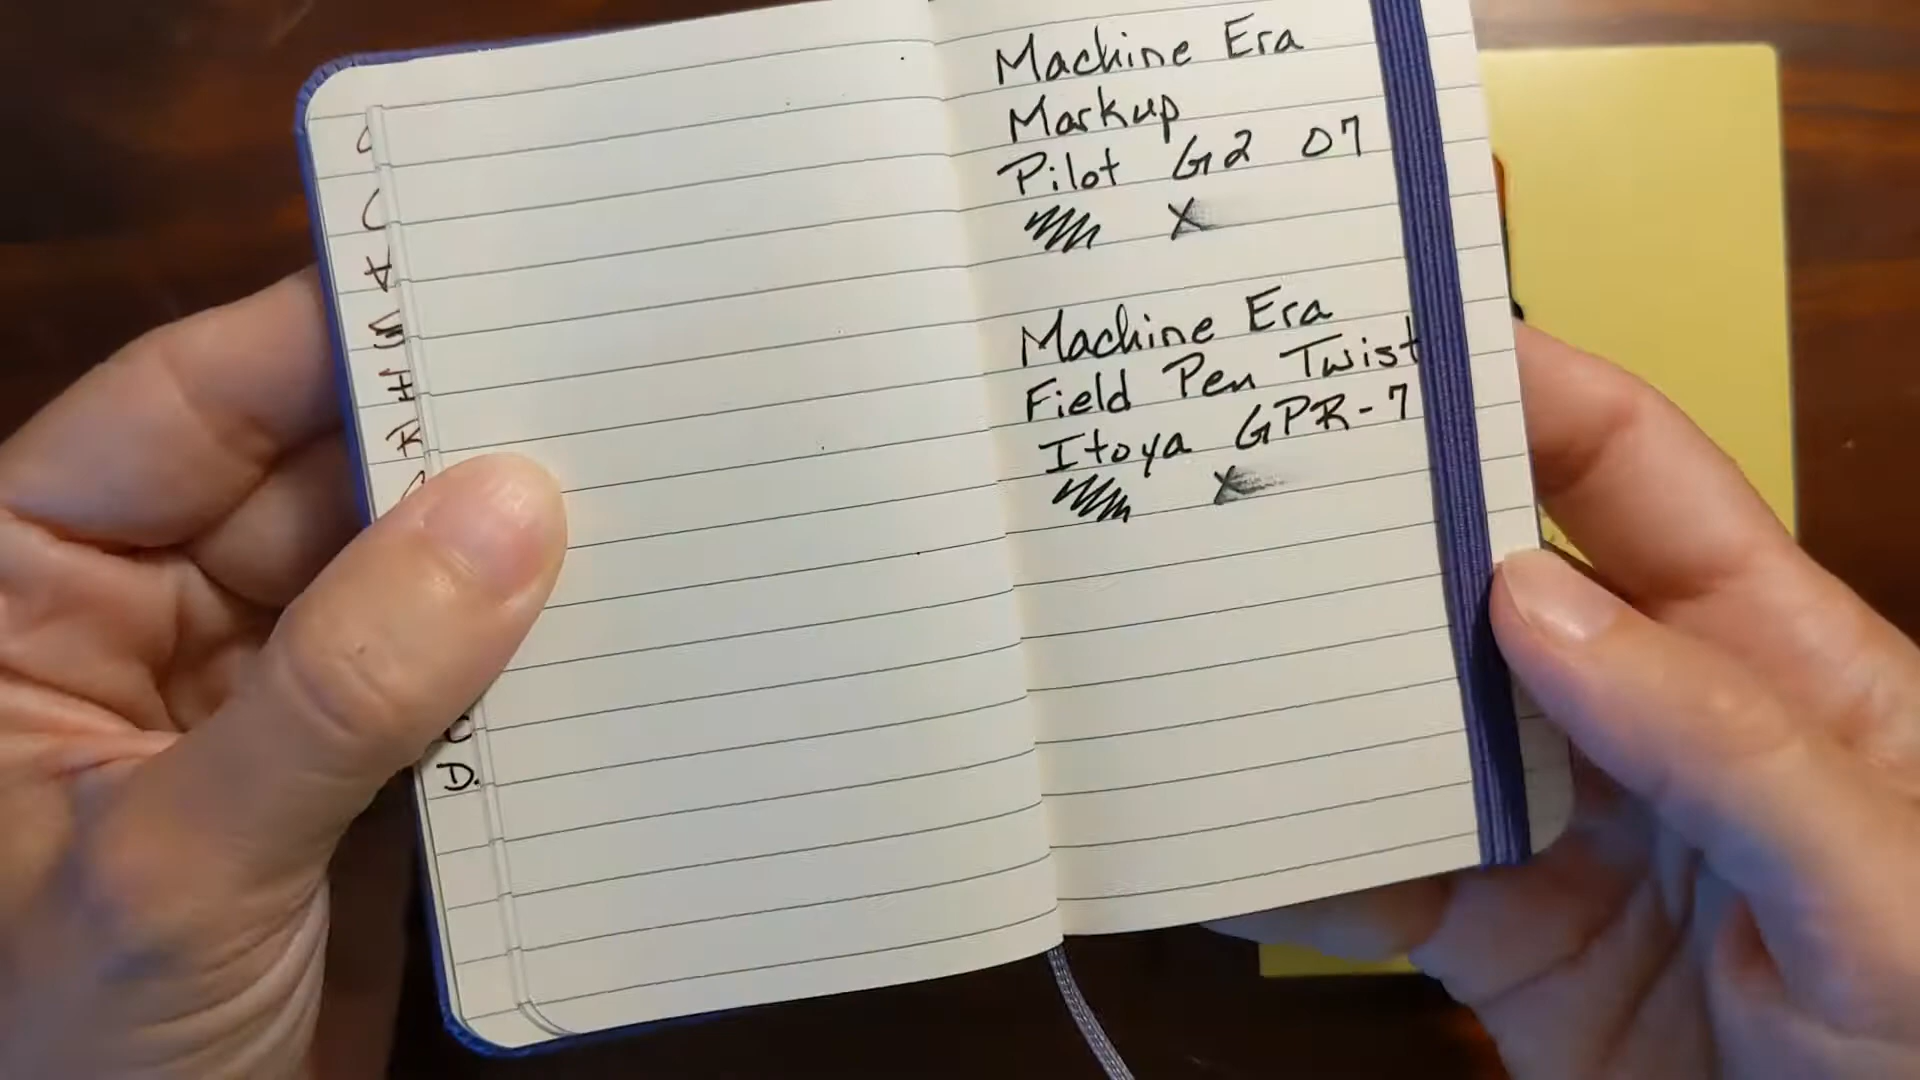 Machine Era
Markup
Pilot G2 07
X
Machine Era
Field Pen Twist
Itoya GPR-7
X
D.